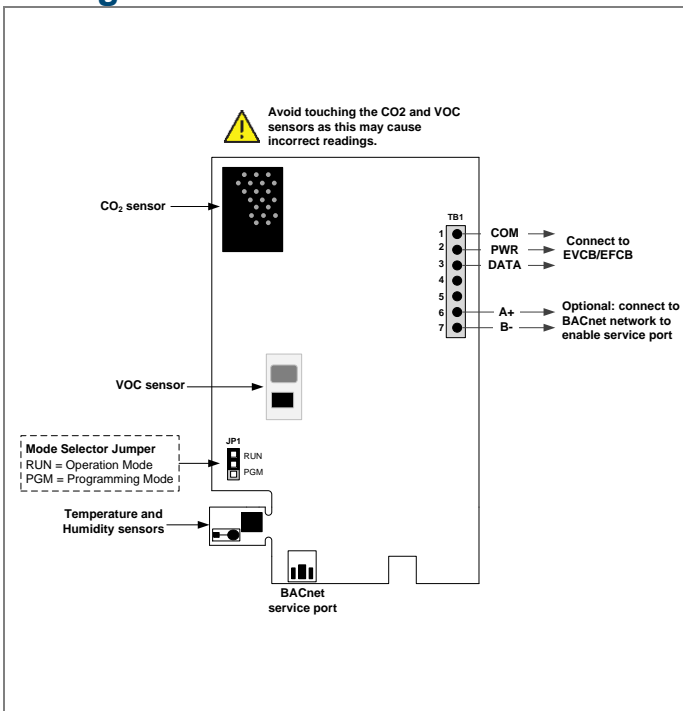 Avoid touching the CO2 and VOC
sensors as this may cause
incorrect readings.
CO₂ sensor
TB1
1
COM
2
PWR
3
DATA
4
5
6
A+
7
B-
Connect to
EVCB/EFCB
Optional: connect to
BACnet network to
enable service port
VOC sensor
JP1
RUN
PGM
Mode Selector Jumper
RUN = Operation Mode
PGM = Programming Mode
Temperature and
Humidity sensors
BACnet
service port